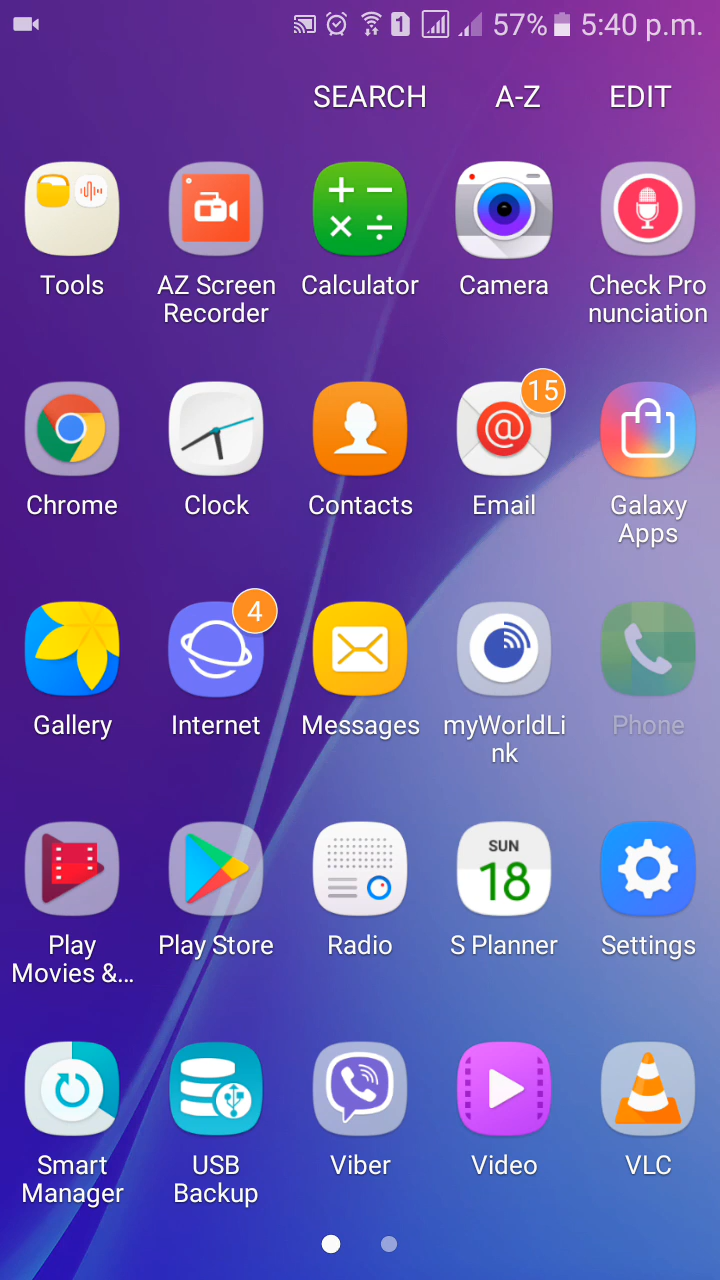 1 57% 5:40 p.m.
SEARCH A-Z EDIT
Tools AZ Screen Calculator Camera Check Pro
Recorder nunciation
15
Chrome Clock Contacts Email Galaxy
Apps
4
Gallery Internet Messages myWorldLi Phone
nk
SUN
18
Play Play Store Radio S Planner Settings
Movies &...
Smart USB Viber Video VLC
Manager Backup